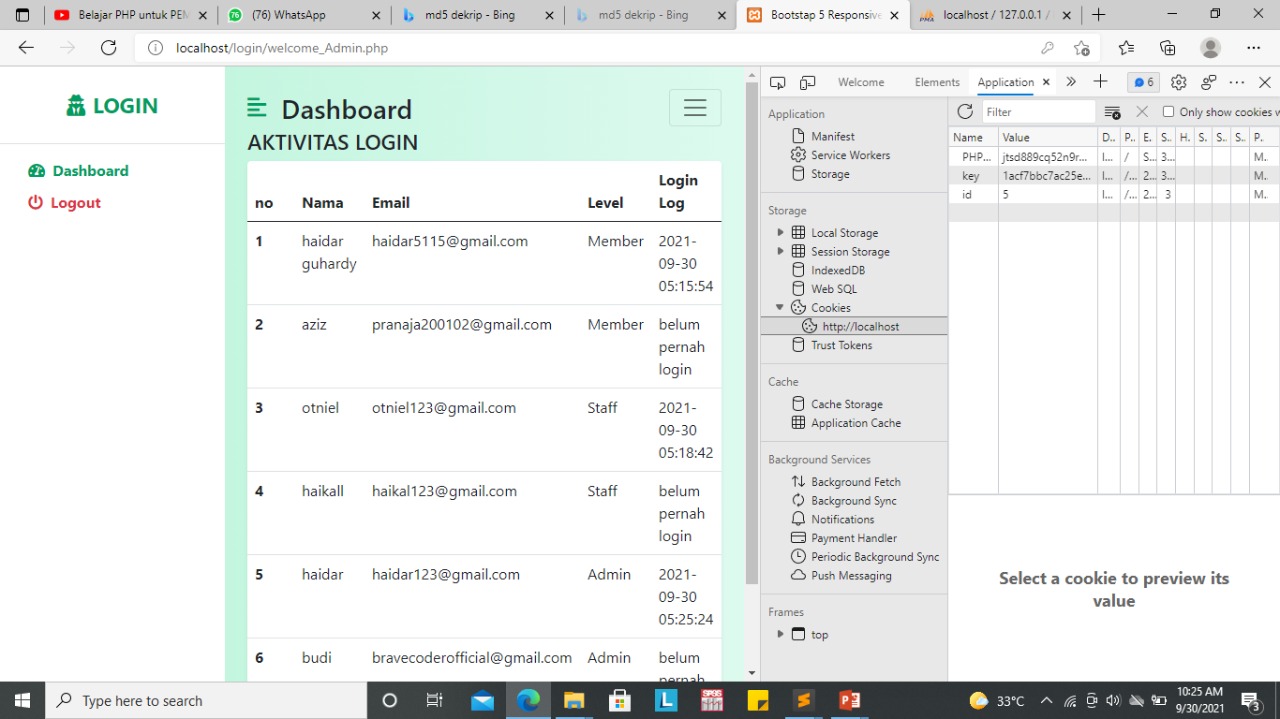 Belajar PHP untuk PEM
(76) WhatsApp
md5 dekrip - Bing
md5 dekrip - Bing
Bootstap 5 Responsive
localhost / 127.0.0.1 /
localhost/login/welcome_Admin.php
LOGIN
Dashboard
Logout
Dashboard
AKTIVITAS LOGIN
no Nama Email Level Login Log
1 haidar guhardy haidar5115@gmail.com Member 2021-09-30 05:15:54
2 aziz pranaja200102@gmail.com Member belum pernah login
3 otniel otniel123@gmail.com Staff 2021-09-30 05:18:42
4 haikall haikal123@gmail.com Staff belum pernah login
5 haidar haidar123@gmail.com Admin 2021-09-30 05:25:24
6 budi bravecoderofficial@gmail.com Admin belum pernah
Welcome Elements Application 6
Application
Manifest
Service Workers
Storage
Storage
Local Storage
Session Storage
IndexedDB
Web SQL
Cookies
http://localhost
Trust Tokens
Cache
Cache Storage
Application Cache
Background Services
Background Fetch
Background Sync
Notifications
Payment Handler
Periodic Background Sync
Push Messaging
Frames
top
Filter Only show cookies w
Name Value D.. P.. E. S.. H. S. S.. S.. P..
PHP... jtsd889cq52n9r... l... / S... 3... M..
key 1acf7bbc7ac25e... l... /... 2... 3... M..
id 5 l... /... 2... 3 M..
Select a cookie to preview its
value
Type here to search
33°C
10:25 AM
9/30/2021
3